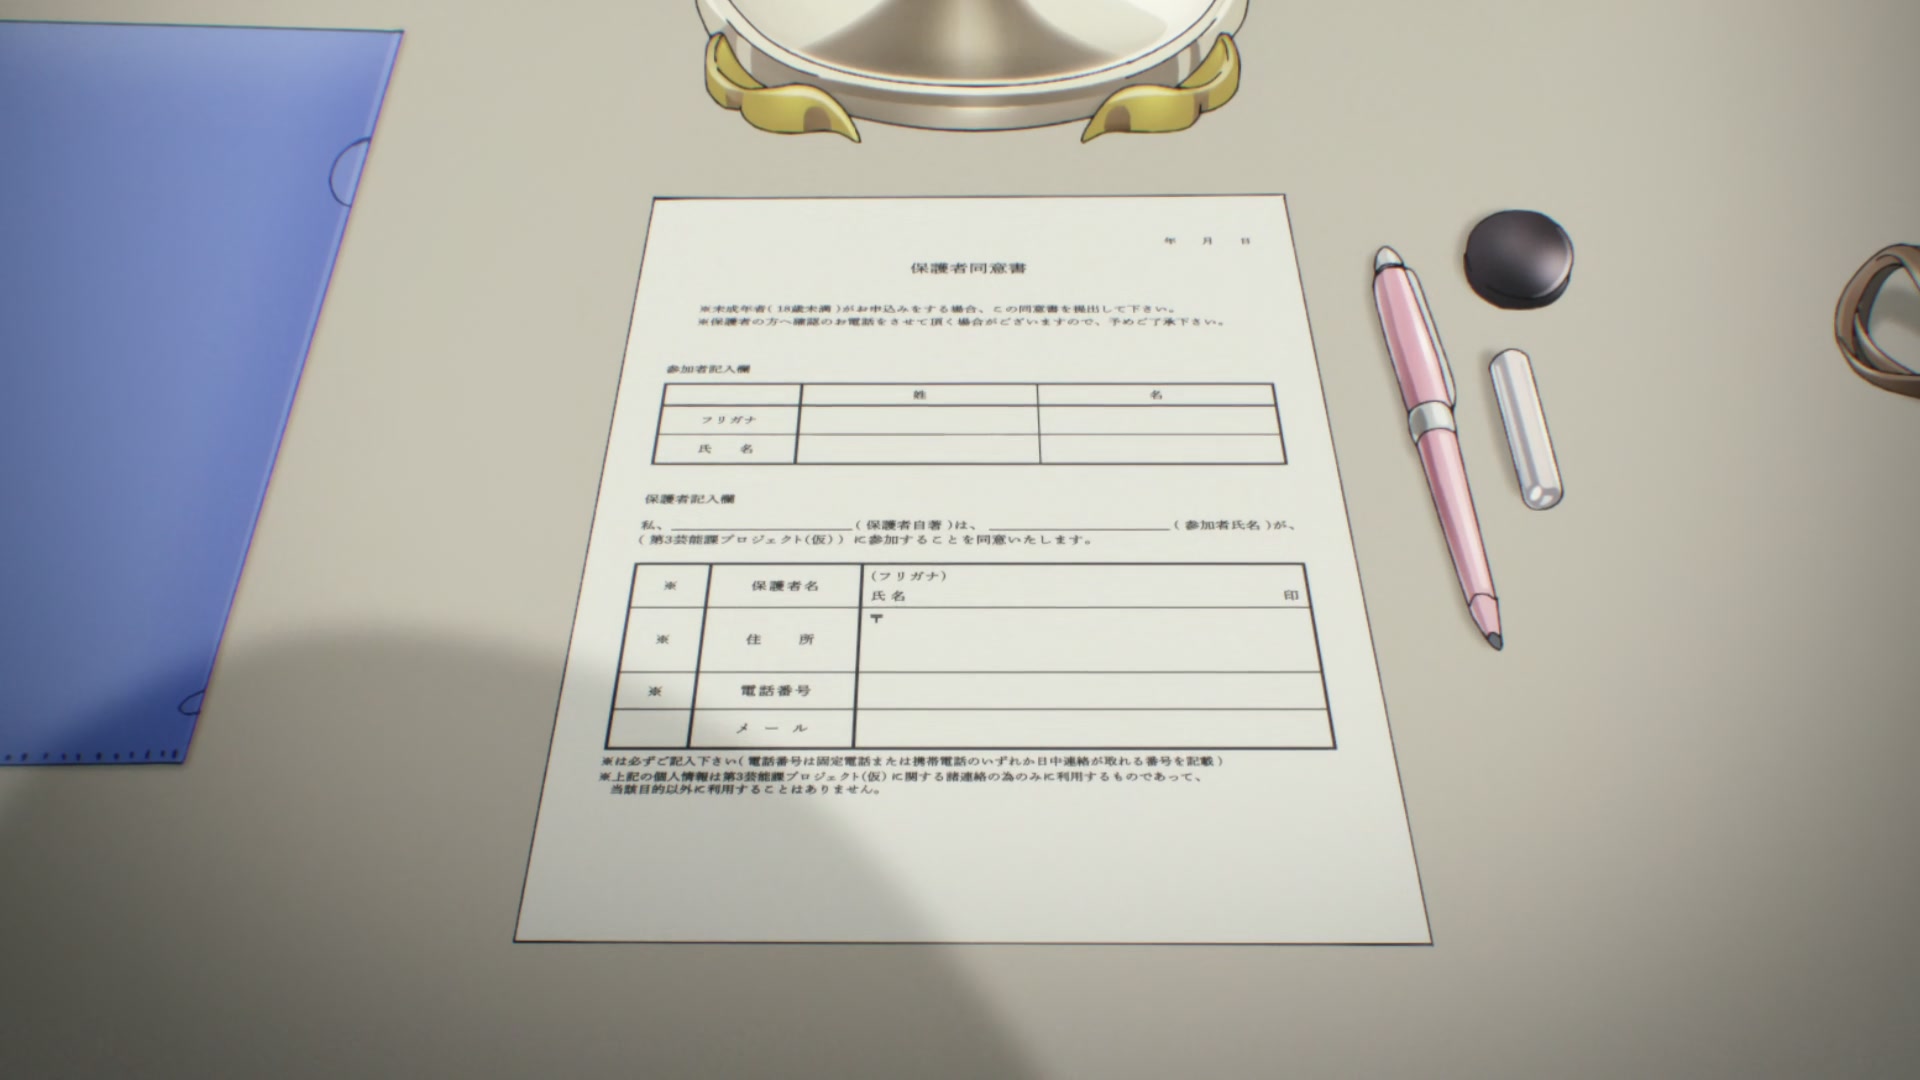 年 月 日
保護者同意書
※未成年者( 18歳未満 )がお申込みをする場合、この同意書を提出して下さい。
※保護者の方へ確認のお電話をさせて頂く場合がございますので、予めご了承下さい。
参加者記入欄
姓 名
フリガナ
氏 名
保護者記入欄
私、____________________( 保護者自署 )は、____________________( 参加者氏名 )が、
( 第3芸能課プロジェクト(仮) ) に参加することを同意いたします。
※ 保護者名 (フリガナ)
氏名 印
※ 住 所 〒
※ 電話番号
メール
※は必ずご記入下さい( 電話番号は固定電話または携帯電話のいずれか日中連絡が取れる番号を記載 )
※上記の個人情報は第3芸能課プロジェクト(仮) に関する諸連絡の為のみに利用するものであって、
当該目的以外に利用することはありません。